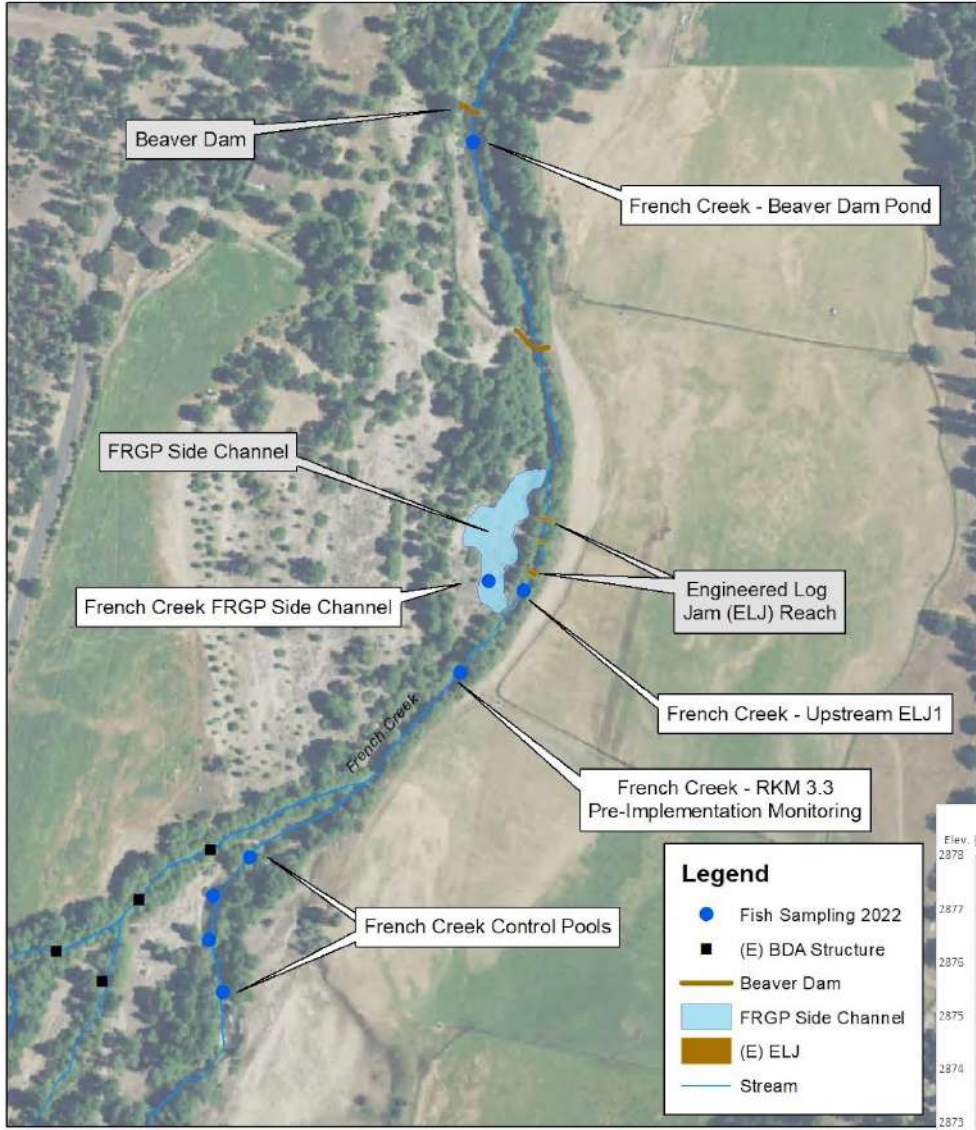 Beaver Dam
French Creek - Beaver Dam Pond
FRGP Side Channel
French Creek FRGP Side Channel
Engineered Log
Jam (ELJ) Reach
French Creek - Upstream ELJ1
French Creek
French Creek - RKM 3.3
Pre-Implementation Monitoring
French Creek Control Pools
Legend
Fish Sampling 2022
(E) BDA Structure
Beaver Dam
FRGP Side Channel
(E) ELJ
Stream
Elev.
2878
2877
2876
2875
2874
2873